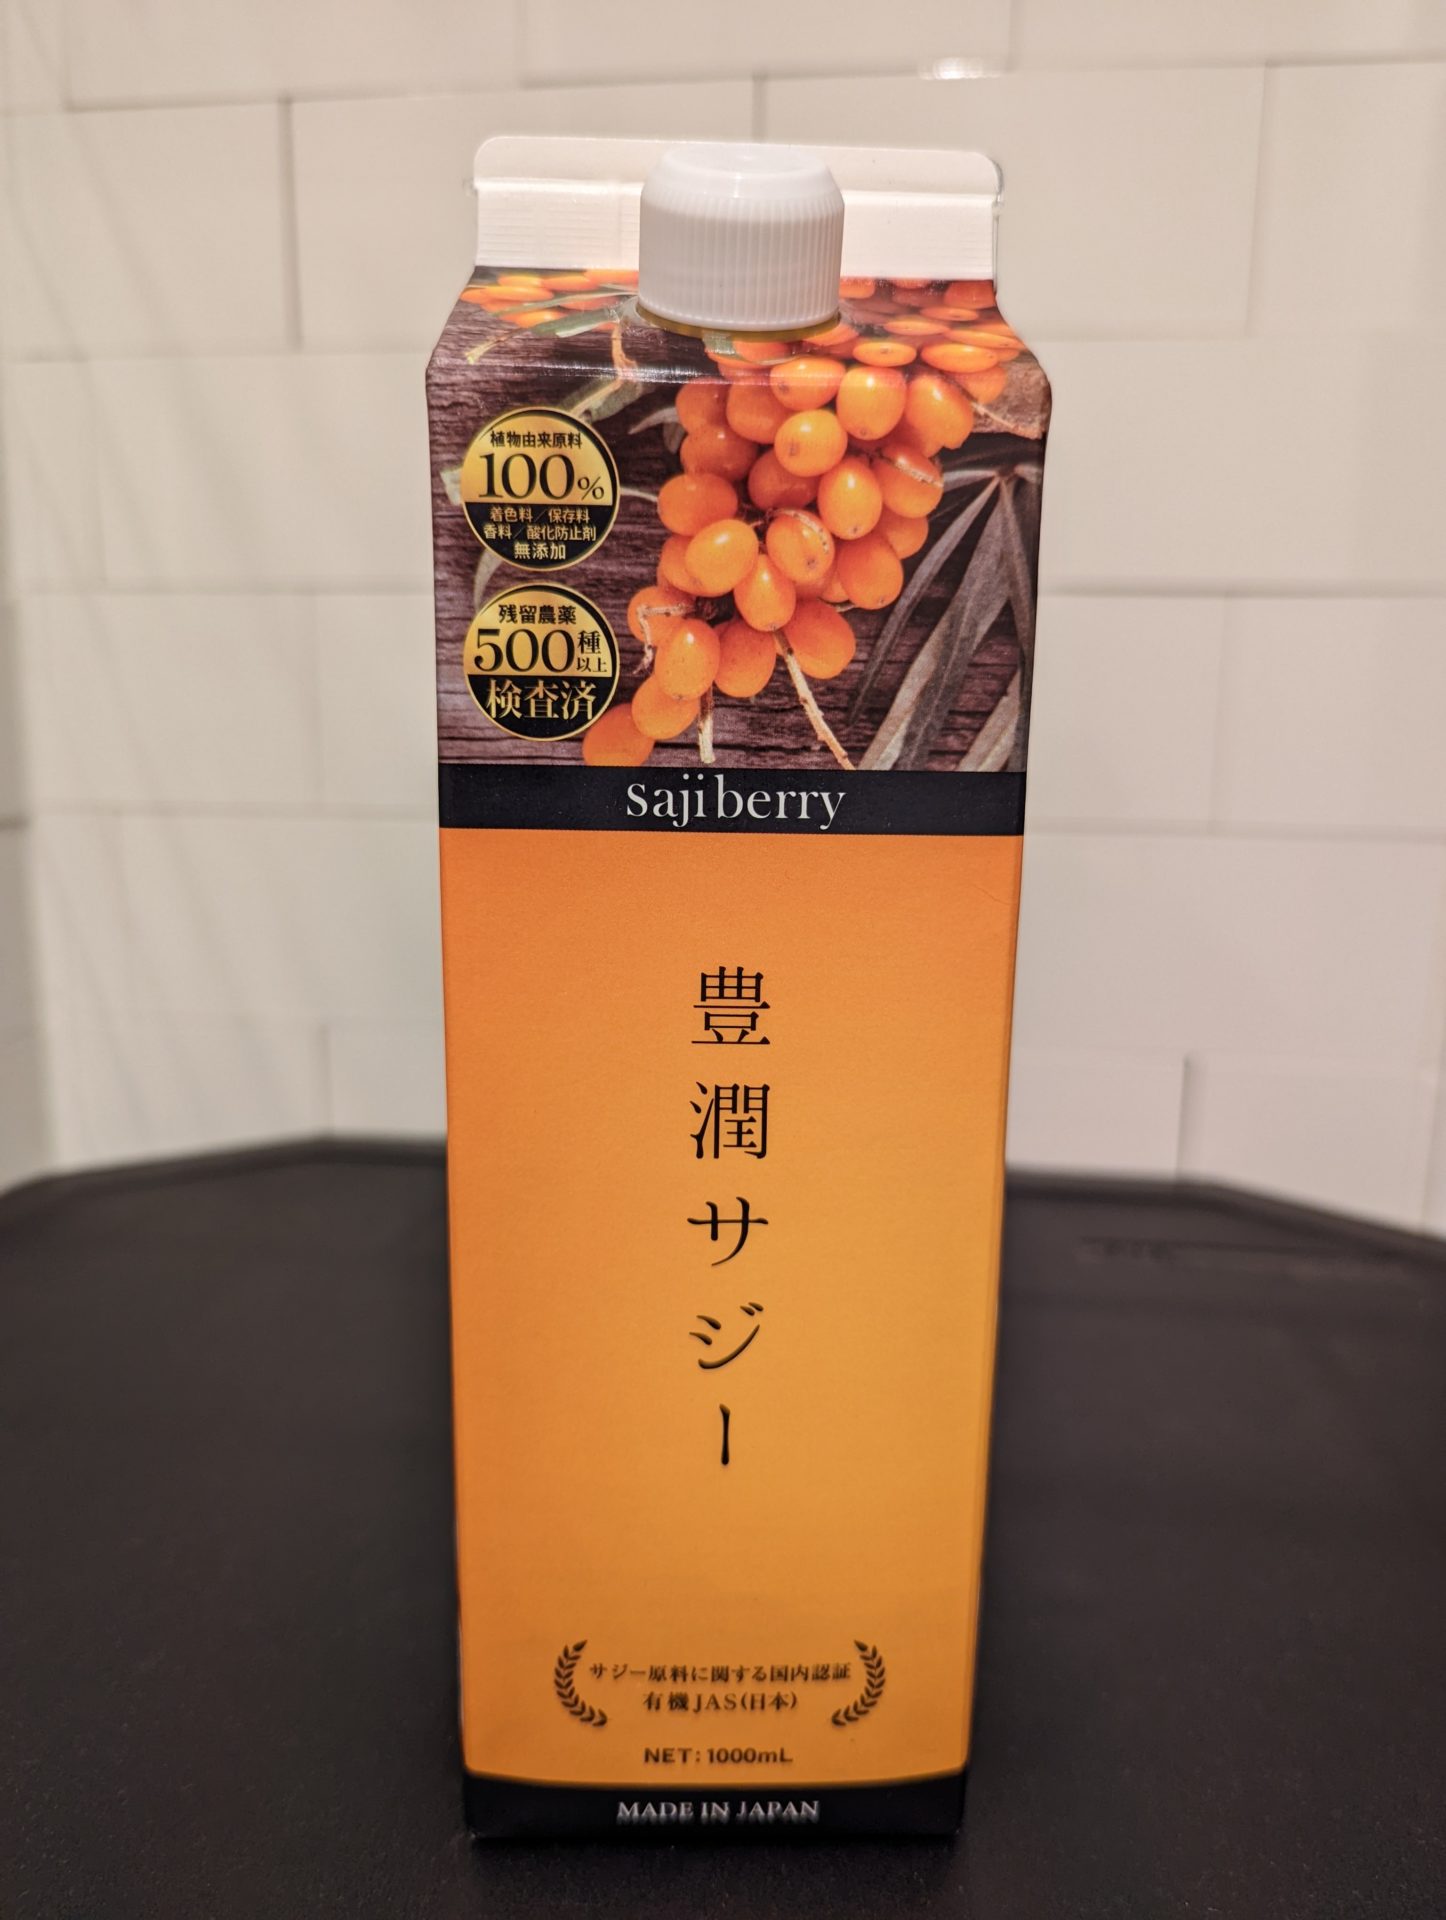 植物由来原料
100%
着色料／保存料
香料／酸化防止剤
無添加
残留農薬
500種以上
検査済
saji berry
豊潤サジー
サジー原料に関する国内認証
有機JAS(日本)
NET:1000mL
MADE IN JAPAN